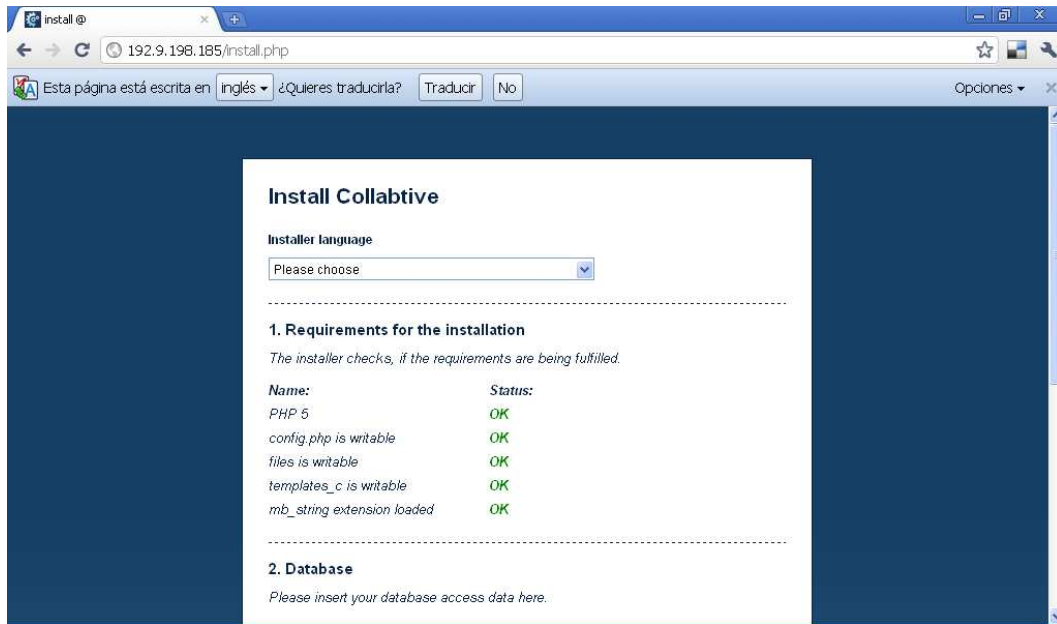 install @
192.9.198.185/install.php
Esta página está escrita en inglés ¿Quieres traducirla? Traducir No Opciones
Install Collabtive
Installer language
Please choose
1. Requirements for the installation
The installer checks, if the requirements are being fulfilled.
Name: Status:
PHP 5 OK
config.php is writable OK
files is writable OK
templates_c is writable OK
mb_string extension loaded OK
2. Database
Please insert your database access data here.